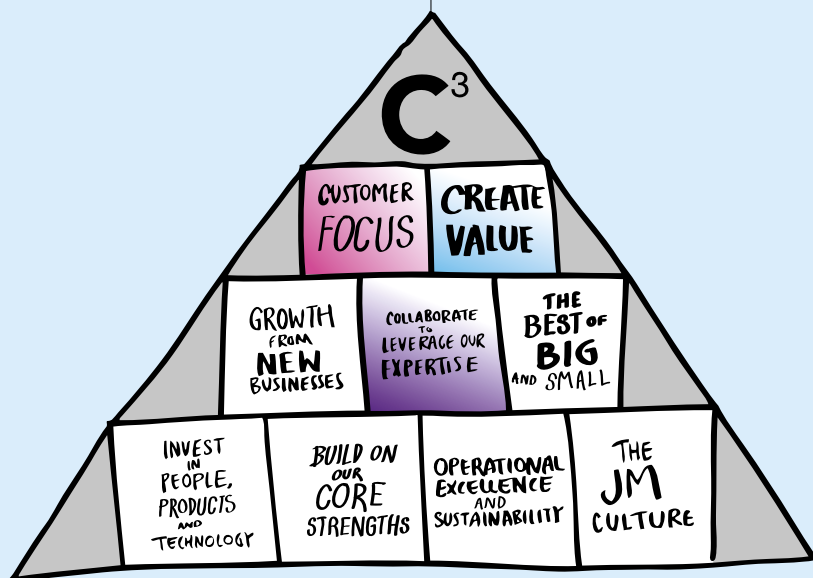 C³
CUSTOMER
FOCUS
CREATE
VALUE
GROWTH
FROM
NEW
BUSINESSES
COLLABORATE
TO
LEVERAGE OUR
EXPERTISE
THE
BEST OF
BIG
AND SMALL
INVEST
IN
PEOPLE,
PRODUCTS
AND
TECHNOLOGY
BUILD ON
OUR
CORE
STRENGTHS
OPERATIONAL
EXCELLENCE
AND
SUSTAINABILITY
THE
JM
CULTURE